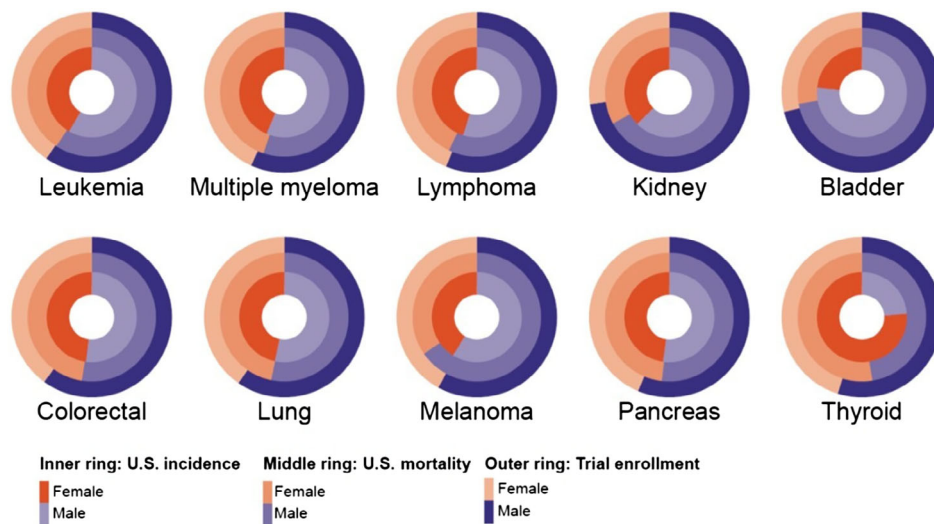 Leukemia Multiple myeloma Lymphoma Kidney Bladder
Colorectal Lung Melanoma Pancreas Thyroid
Inner ring: U.S. incidence Middle ring: U.S. mortality Outer ring: Trial enrollment
Female Female Female
Male Male Male